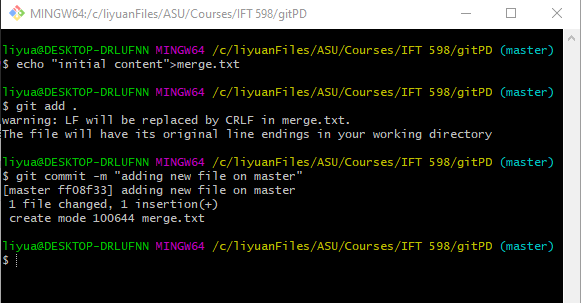 MINGW64:/c/liyuanFiles/ASU/Courses/IFT 598/gitPD
liyua@DESKTOP-DRLUFNN MINGW64 /c/liyuanFiles/ASU/Courses/IFT 598/gitPD (master)
$ echo "initial content">merge.txt
liyua@DESKTOP-DRLUFNN MINGW64 /c/liyuanFiles/ASU/Courses/IFT 598/gitPD (master)
$ git add .
warning: LF will be replaced by CRLF in merge.txt.
The file will have its original line endings in your working directory
liyua@DESKTOP-DRLUFNN MINGW64 /c/liyuanFiles/ASU/Courses/IFT 598/gitPD (master)
$ git commit -m "adding new file on master"
[master ff08f33] adding new file on master
 1 file changed, 1 insertion(+)
 create mode 100644 merge.txt
liyua@DESKTOP-DRLUFNN MINGW64 /c/liyuanFiles/ASU/Courses/IFT 598/gitPD (master)
$